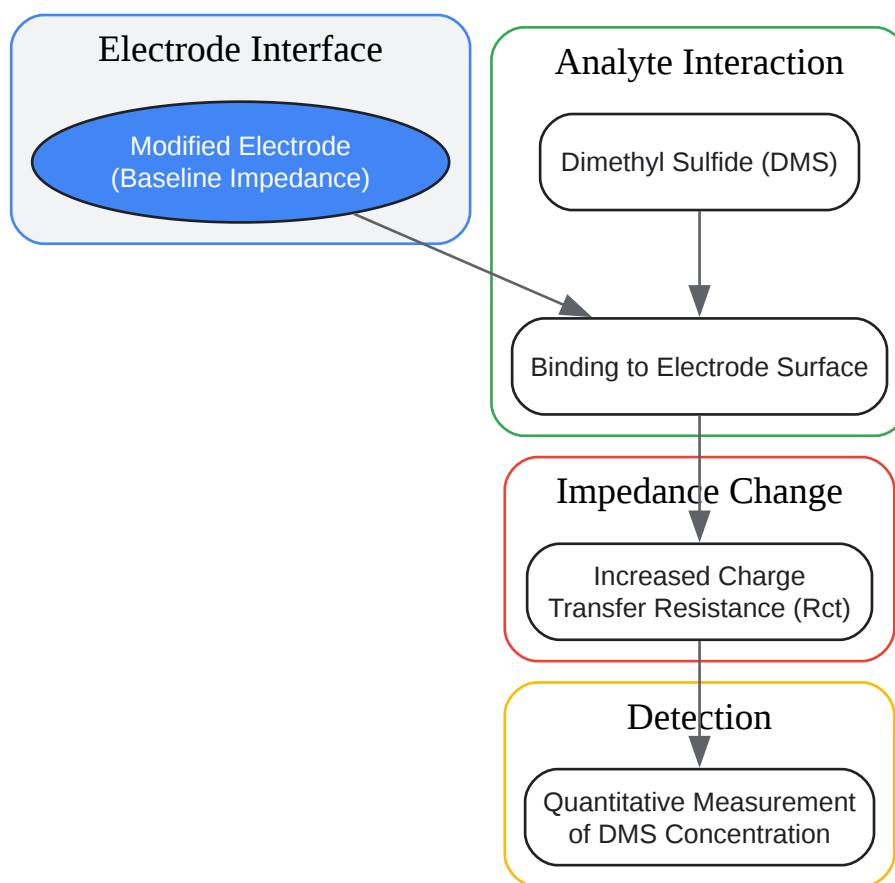 Electrode Interface
Modified Electrode
(Baseline Impedance)
Analyte Interaction
Dimethyl Sulfide (DMS)
Binding to Electrode Surface
Impedance Change
Increased Charge
Transfer Resistance (Rct)
Detection
Quantitative Measurement
of DMS Concentration